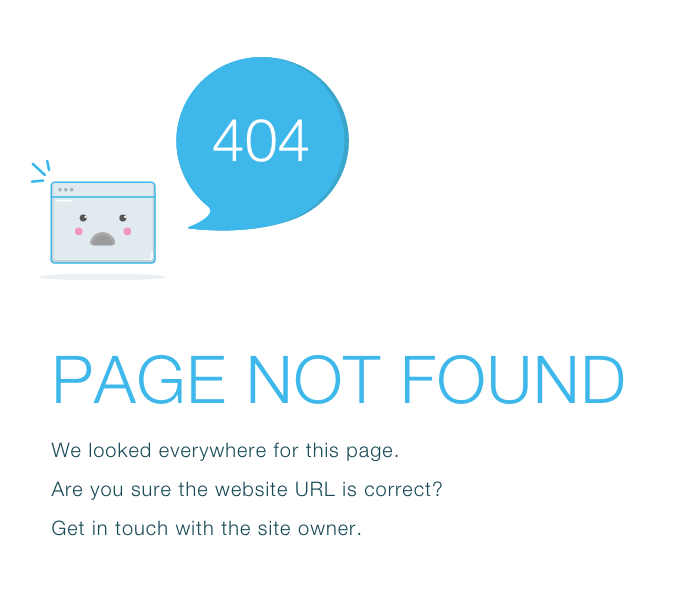 404
PAGE NOT FOUND
We looked everywhere for this page.
Are you sure the website URL is correct?
Get in touch with the site owner.